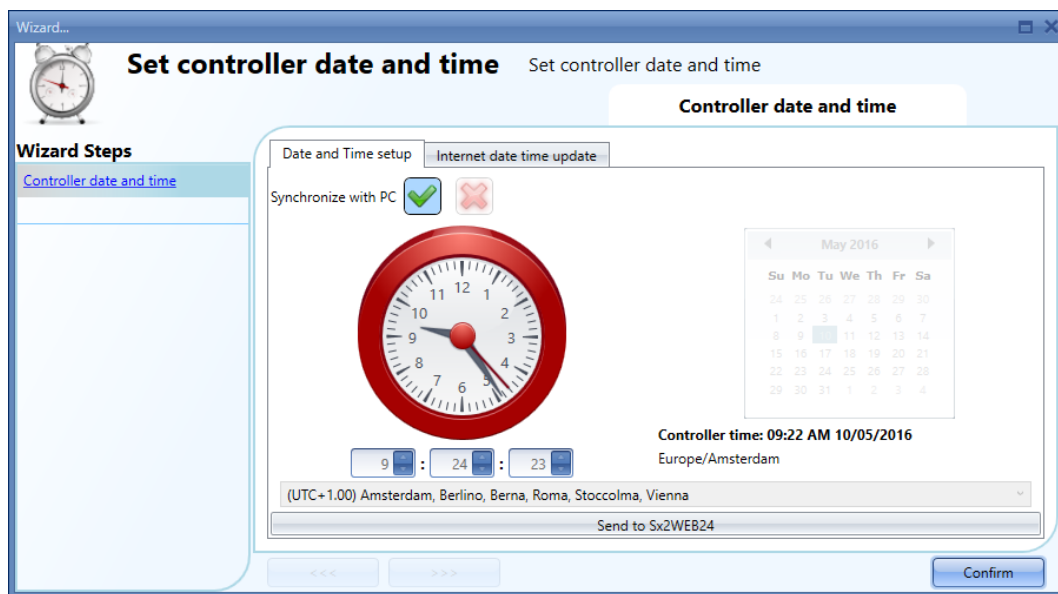 Wizard...
Set controller date and time
Set controller date and time
Controller date and time
Wizard Steps
Controller date and time
Date and Time setup
Internet date time update
Synchronize with PC
12
1
2
3
4
5
6
7
8
9
10
11
May 2016
Su Mo Tu We Th Fr Sa
24 25 26 27 28 29 30
1 2 3 4 5 6 7
8 9 11 12 13 14
15 16 17 18 19 20 21
22 23 24 25 26 27 28
29 30 31 1 2 3 4
Controller time: 09:22 AM 10/05/2016
Europe/Amsterdam
9 : 24 : 23
(UTC+1.00) Amsterdam, Berlino, Berna, Roma, Stoccolma, Vienna
Send to Sx2WEB24
<<<
>>>
Confirm